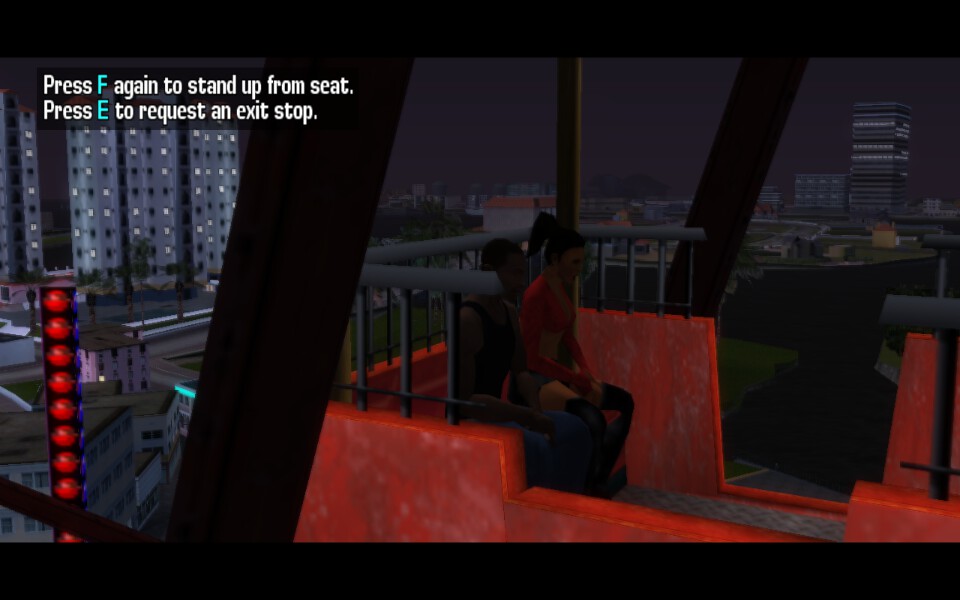 Press F again to stand up from seat.
Press E to request an exit stop.